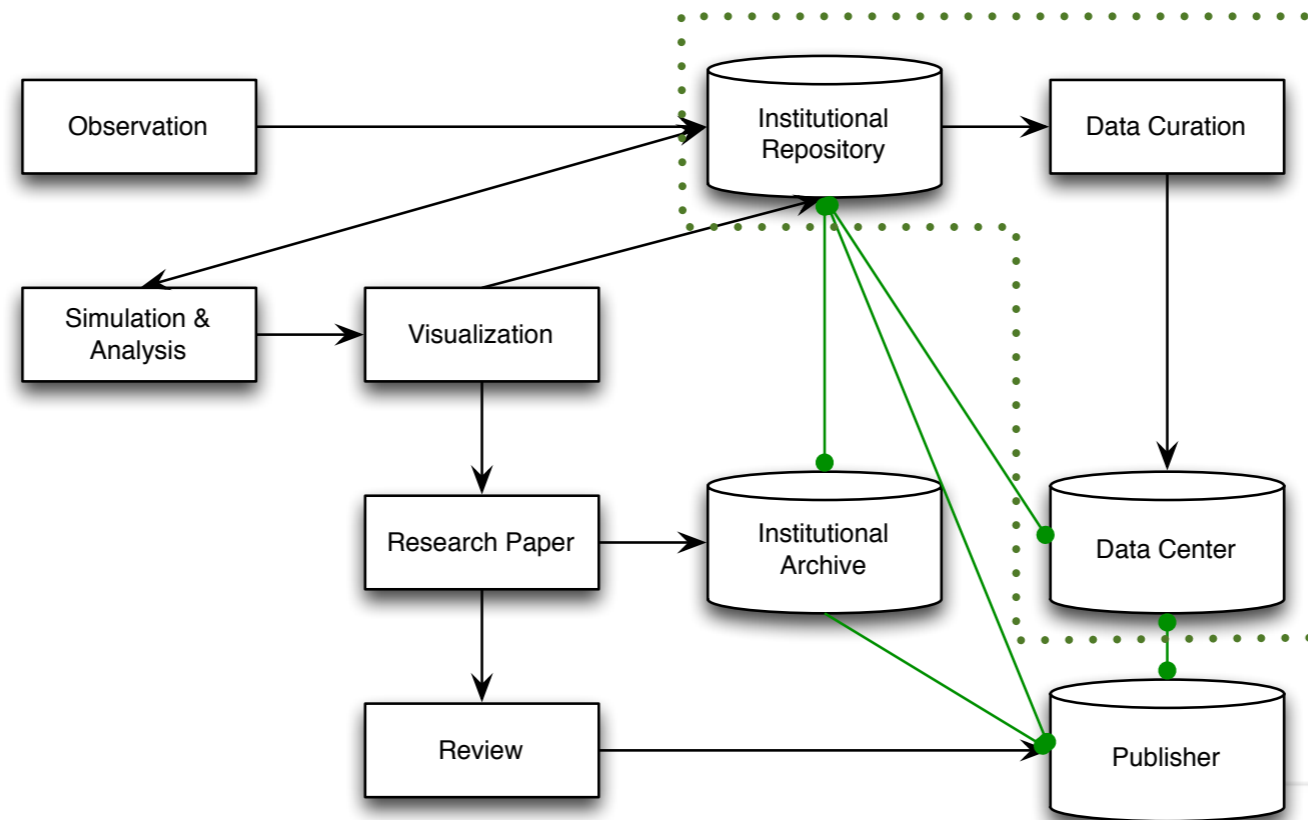 Observation
Institutional
Repository
Data Curation
Simulation &
Analysis
Visualization
Research Paper
Institutional
Archive
Data Center
Review
Publisher